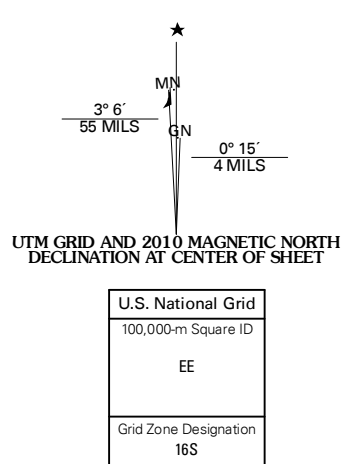 MN
3° 6´
55 MILS
GN
0° 15´
4 MILS
UTM GRID AND 2010 MAGNETIC NORTH
DECLINATION AT CENTER OF SHEET
U.S. National Grid
100,000-m Square ID
EE
Grid Zone Designation
16S